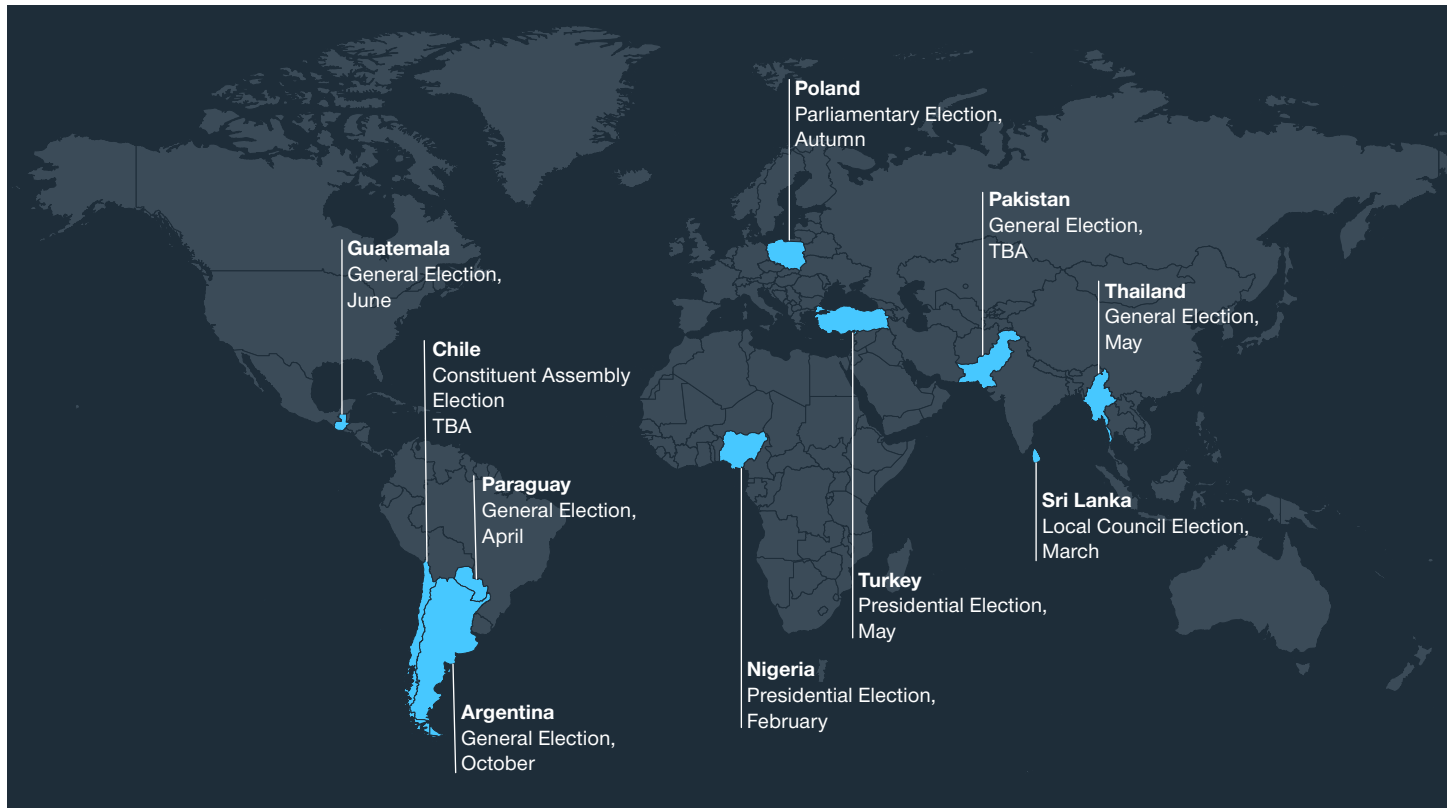 Poland
Parliamentary Election,
Autumn
Pakistan
General Election,
TBA
Guatemala
General Election,
June
Thailand
General Election,
May
Chile
Constituent Assembly
Election
TBA
Paraguay
General Election,
April
Sri Lanka
Local Council Election,
March
Turkey
Presidential Election,
May
Nigeria
Presidential Election,
February
Argentina
General Election,
October